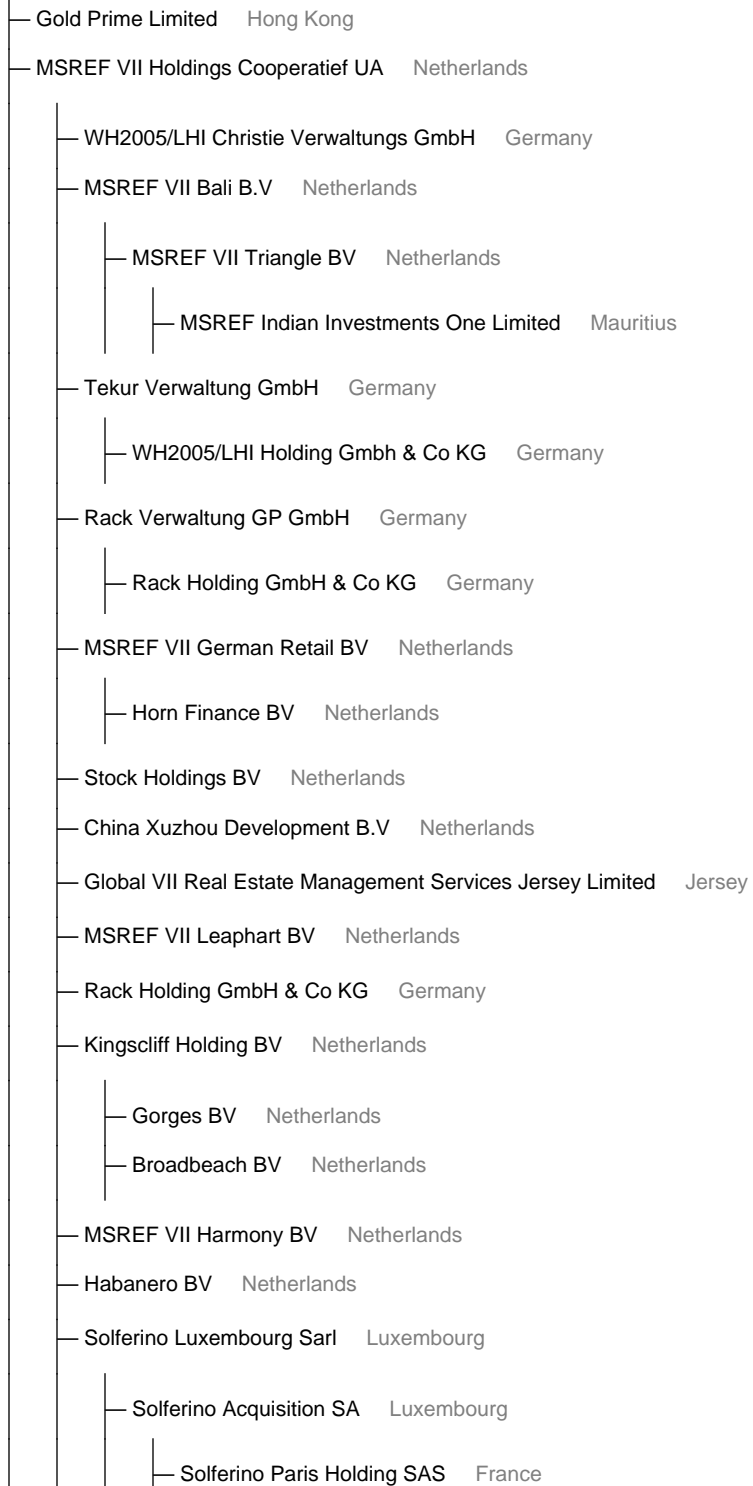 Gold Prime Limited Hong Kong
MSREF VII Holdings Cooperatief UA Netherlands
WH2005/LHI Christie Verwaltungs GmbH Germany
MSREF VII Bali B.V Netherlands
MSREF VII Triangle BV Netherlands
MSREF Indian Investments One Limited Mauritius
Tekur Verwaltung GmbH Germany
WH2005/LHI Holding Gmbh & Co KG Germany
Rack Verwaltung GP GmbH Germany
Rack Holding GmbH & Co KG Germany
MSREF VII German Retail BV Netherlands
Horn Finance BV Netherlands
Stock Holdings BV Netherlands
China Xuzhou Development B.V Netherlands
Global VII Real Estate Management Services Jersey Limited Jersey
MSREF VII Leaphart BV Netherlands
Rack Holding GmbH & Co KG Germany
Kingscliff Holding BV Netherlands
Gorges BV Netherlands
Broadbeach BV Netherlands
MSREF VII Harmony BV Netherlands
Habanero BV Netherlands
Solferino Luxembourg Sarl Luxembourg
Solferino Acquisition SA Luxembourg
Solferino Paris Holding SAS France